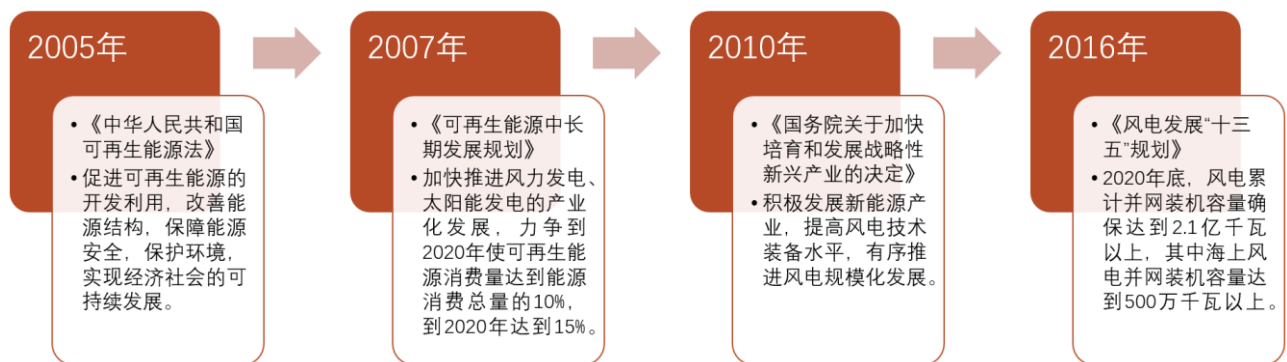 2005年
•《中华人民共和国
可再生能源法》
•促进可再生能源的
开发利用，改善能
源结构，保障能源
安全，保护环境，
实现经济社会的可
持续发展。
2007年
•《可再生能源中长
期发展规划》
•加快推进风力发电、
太阳能发电的产业
化发展，力争到
2020年使可再生能
源消费量达到能源
消费总量的10%，
到2020年达到15%。
2010年
•《国务院关于加快
培育和发展战略性
新兴产业的决定》
•积极发展新能源产
业，提高风电技术
装备水平，有序推
进风电规模化发展。
2016年
•《风电发展“十三
五”规划》
•2020年底，风电累
计并网装机容量确
保达到2.1亿千瓦
以上，其中海上风
电并网装机容量达
到500万千瓦以上。